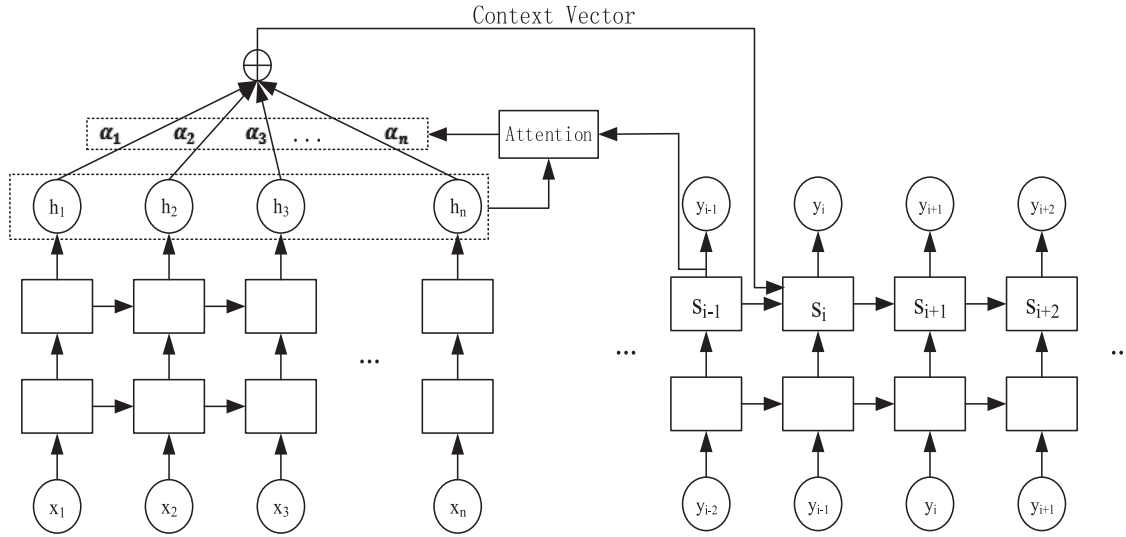 Context Vector
α1 α2 α3 ... αn
Attention
h1 h2 h3 hn
yi-1 yi yi+1 yi+2
Si-1 Si Si+1 Si+2
... ... ..
x1 x2 x3 xn
yi-2 yi-1 yi yi+1